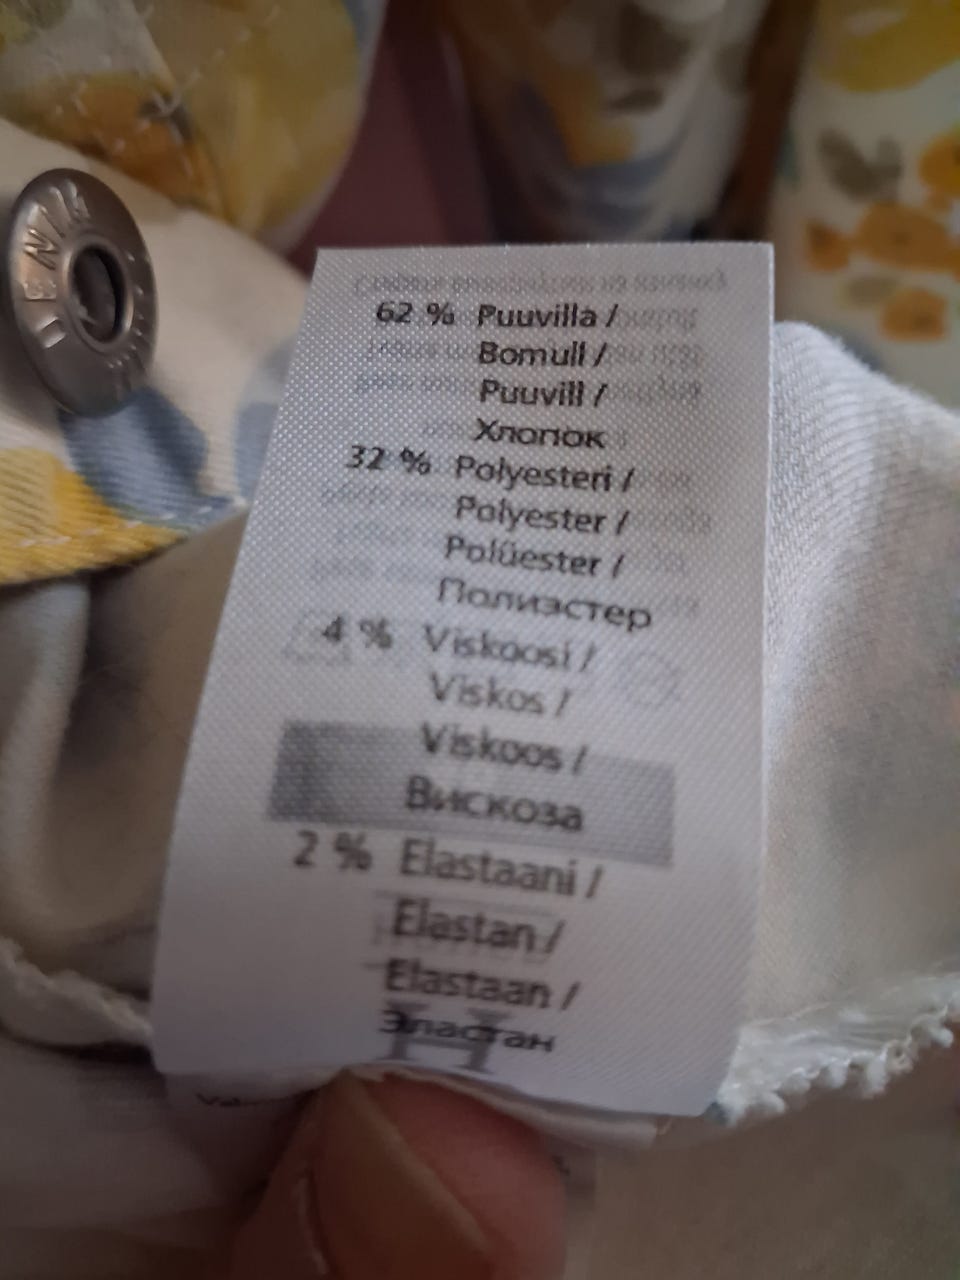 DENIM
62 % Puuvilla /
Bomull /
Puuvill /
Хлопок
32 % Polyesteri /
Polyester /
Polüester /
Полиэстер
4 % Viskoosi /
Viskos /
Viskoos /
Вискоза
2 % Elastaani /
Elastan /
Elastaan /
Эластан